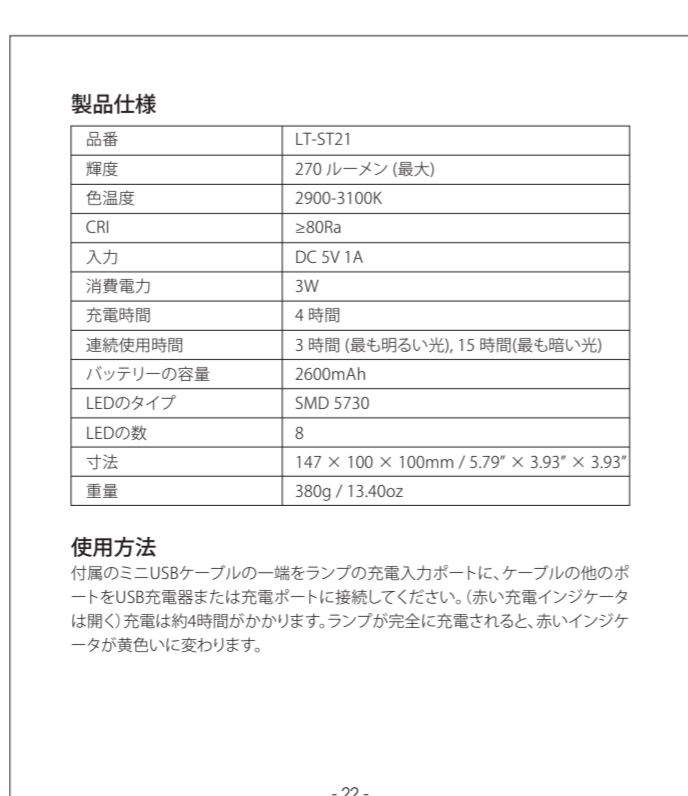 製品仕様
品番 LT-ST21
輝度 270 ルーメン (最大)
色温度 2900-3100K
CRI ≥80Ra
入力 DC 5V 1A
消費電力 3W
充電時間 4 時間
連続使用時間 3 時間 (最も明るい光), 15 時間(最も暗い光)
バッテリーの容量 2600mAh
LEDのタイプ SMD 5730
LEDの数 8
寸法 147 × 100 × 100mm / 5.79” × 3.93” × 3.93”
重量 380g / 13.40oz
使用方法
付属のミニUSBケーブルの一端をランプの充電入力ポートに、ケーブルの他のポ
ートをUSB充電器または充電ポートに接続してください。（赤い充電インジケータ
は開く）充電は約4時間がかかります。ランプが完全に充電されると、赤いインジケ
ータが黄色いに変わります。
- 22 -